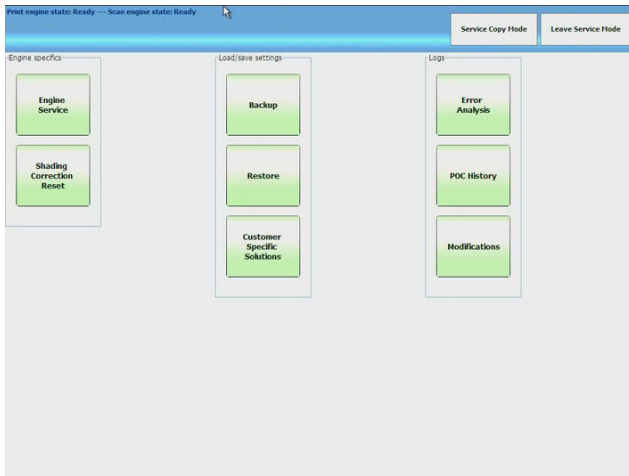 Print engine state: Ready --- Scan engine state: Ready
Service Copy Mode
Leave Service Mode
Engine specifics
Load/save settings
Logs
Engine
Service
Backup
Error
Analysis
Shading
Correction
Reset
Restore
POC History
Customer
Specific
Solutions
Modifications